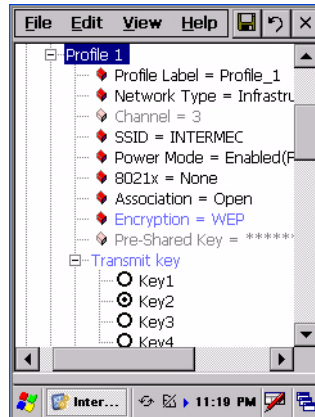 File Edit View Help
Profile 1
Profile Label = Profile_1
Network Type = Infrastru
Channel = 3
SSID = INTERMEC
Power Mode = Enabled(F
8021x = None
Association = Open
Encryption = WEP
Pre-Shared Key = ******
Transmit key
Key1
Key2
Key3
Key4
Inter... 11:19 PM